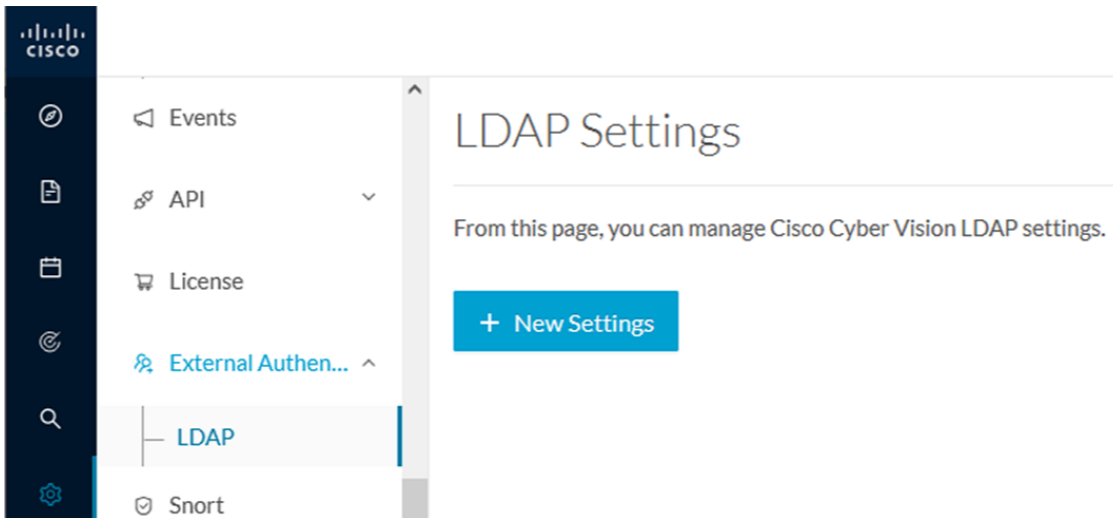 CISCO
Events
API
License
External Authen...
LDAP
Snort
LDAP Settings
From this page, you can manage Cisco Cyber Vision LDAP settings.
+ New Settings